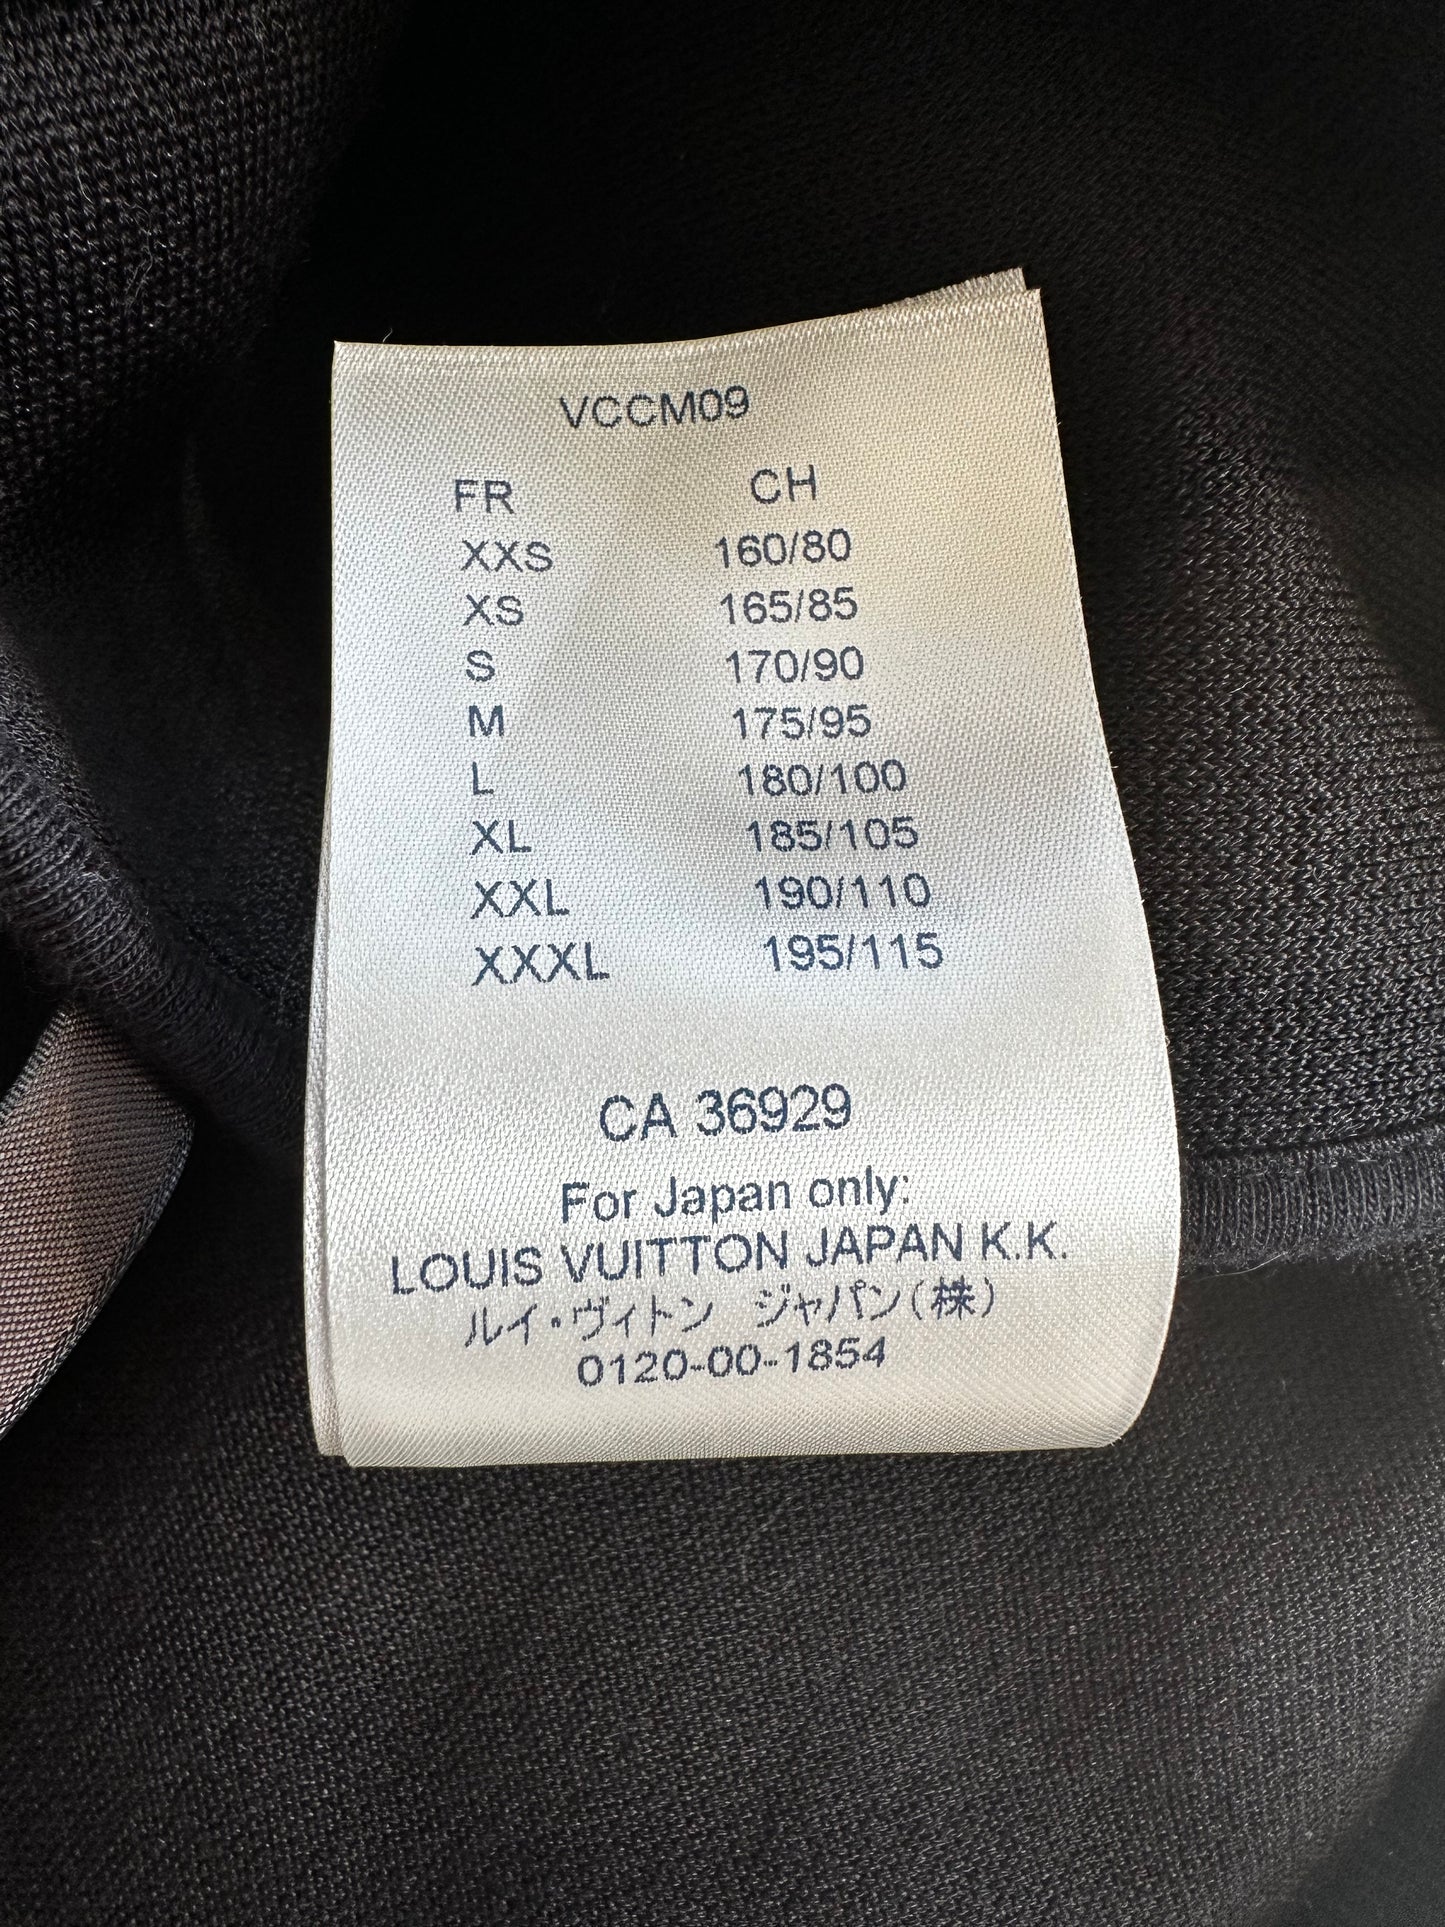 VCCM09
FR CH
XXS 160/80
XS 165/85
S 170/90
M 175/95
L 180/100
XL 185/105
XXL 190/110
XXXL 195/115
CA 36929
For Japan only:
LOUIS VUITTON JAPAN K.K.
ルイ・ヴィトン ジャパン(株)
0120-00-1854